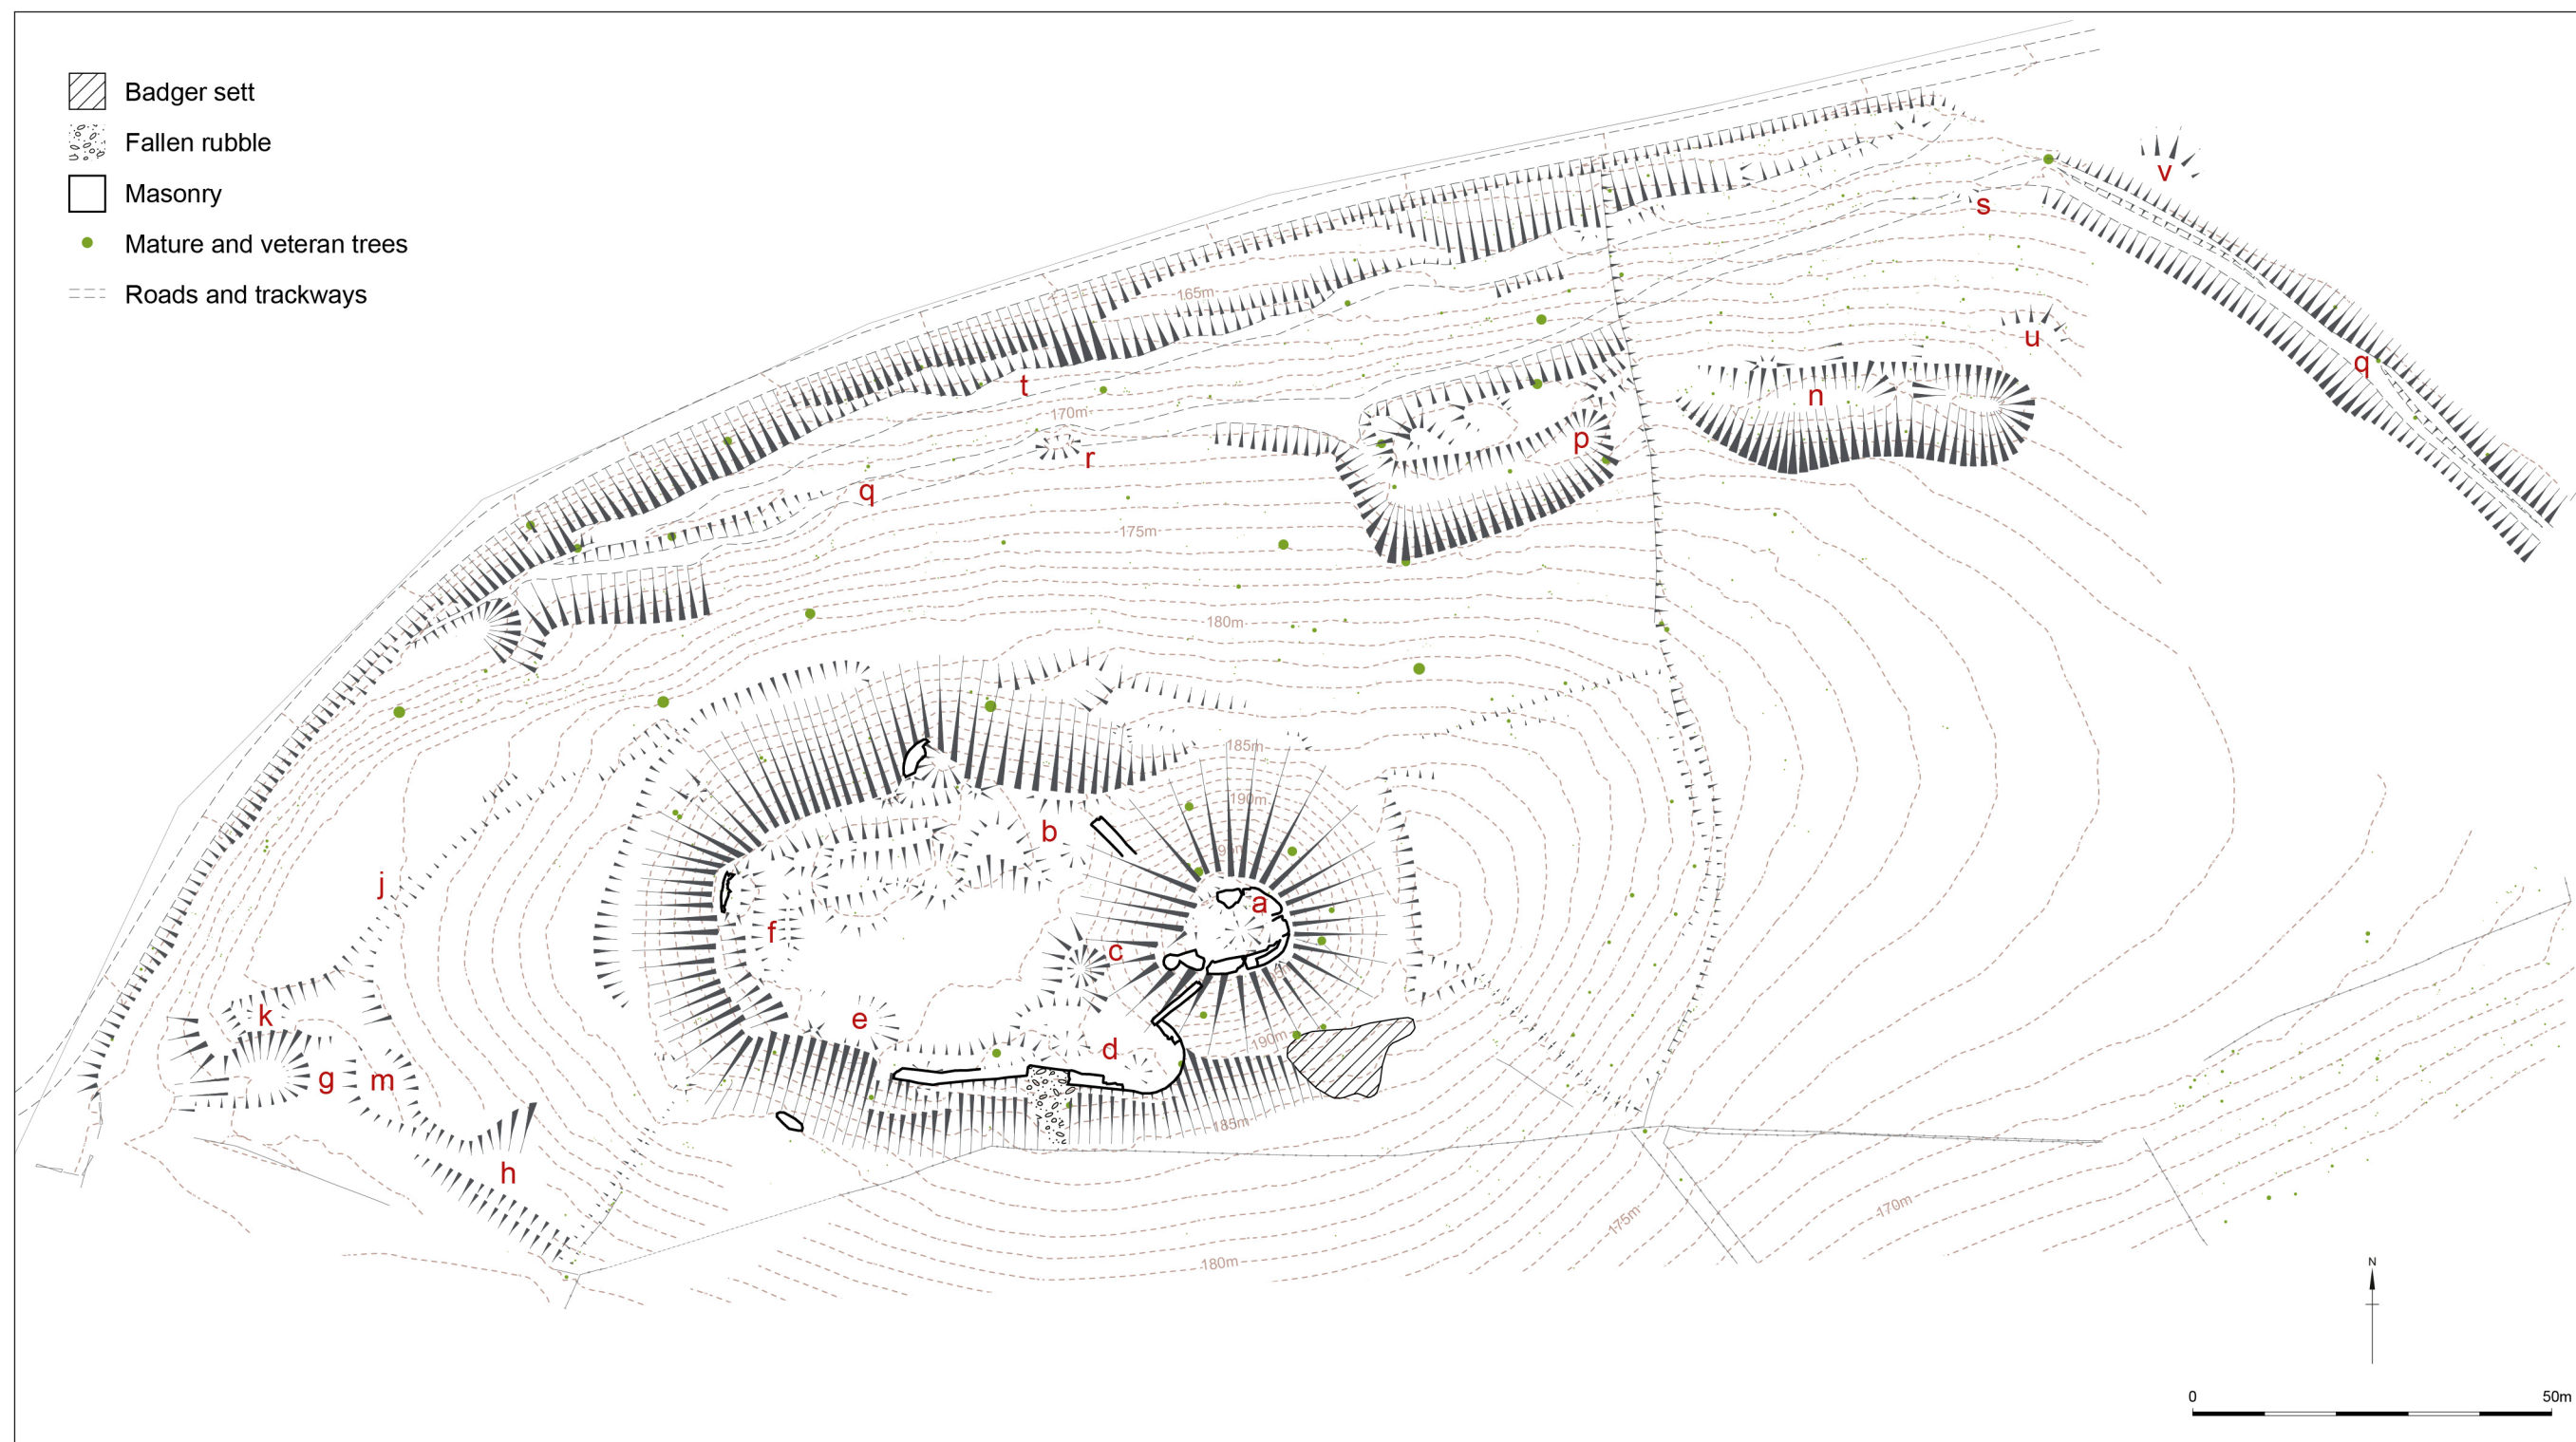 Badger sett
Fallen rubble
Masonry
Mature and veteran trees
Roads and trackways
v
s
165m
u
q
t
n
170m
p
r
q
175m
180m
185m
190m
b
95m
j
a
f
c
k
e
190m
d
g
m
185m
h
170m
175m
180m
N
0
50m